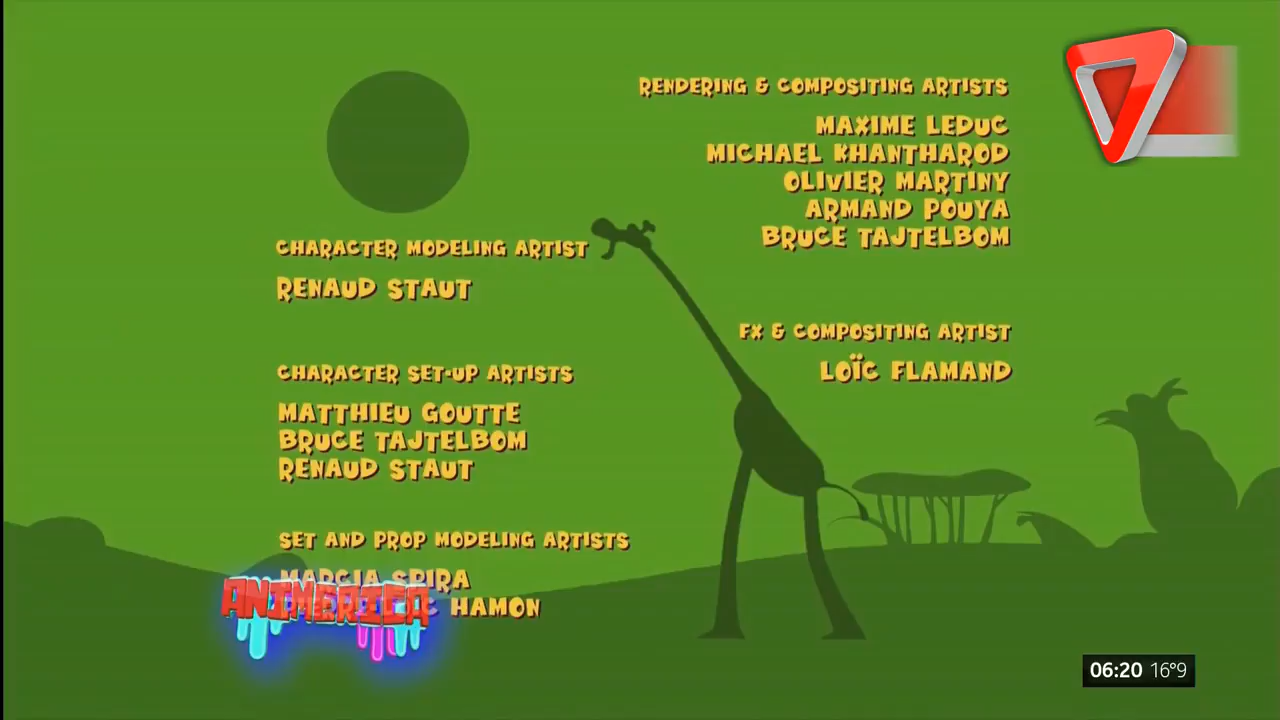 CHARACTER MODELING ARTIST
RENAUD STAUT
CHARACTER SET-UP ARTISTS
MATTHIEU GOUTTE
BRUCE TAJTELBOM
RENAUD STAUT
SET AND PROP MODELING ARTISTS
MARCIA SPIRA
HAMON
ANIMERICA
RENDERING & COMPOSITING ARTISTS
MAXIME LEDUC
MICHAEL KHANTHAROD
OLIVIER MARTINY
ARMAND POUYA
BRUCE TAJTELBOM
FX & COMPOSITING ARTIST
LOÏC FLAMAND
06:20 16°9